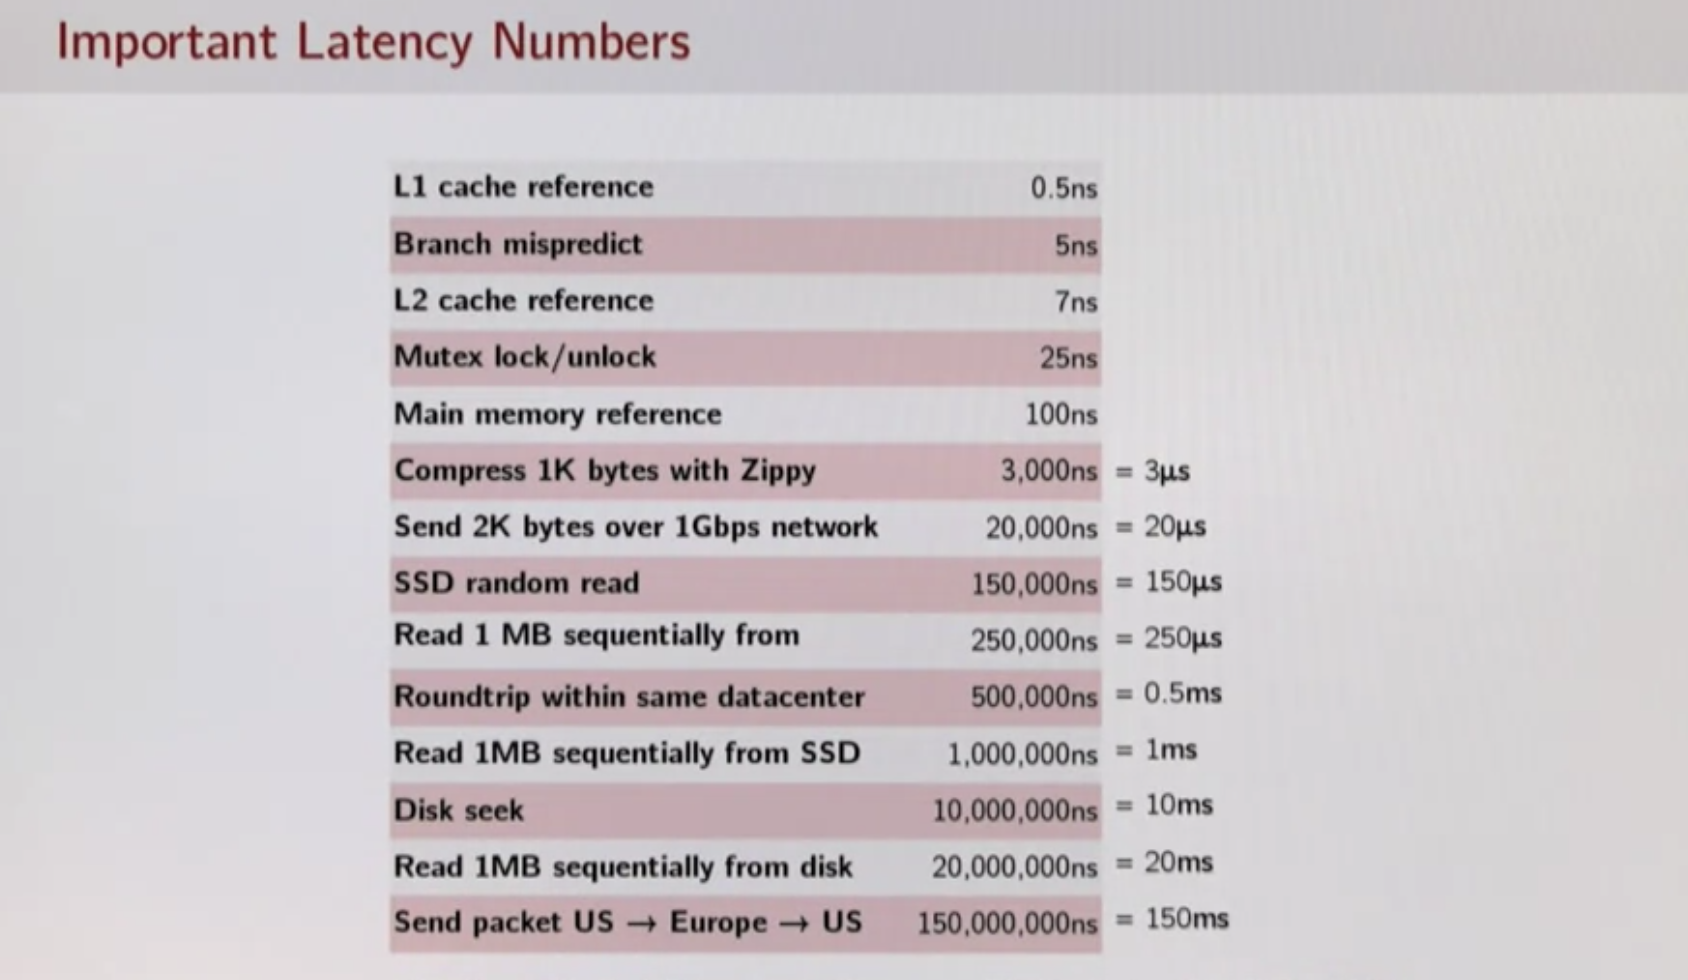 Important Latency Numbers
L1 cache reference 0.5ns
Branch mispredict 5ns
L2 cache reference 7ns
Mutex lock/unlock 25ns
Main memory reference 100ns
Compress 1K bytes with Zippy 3,000ns = 3µs
Send 2K bytes over 1Gbps network 20,000ns = 20µs
SSD random read 150,000ns = 150µs
Read 1 MB sequentially from 250,000ns = 250µs
Roundtrip within same datacenter 500,000ns = 0.5ms
Read 1MB sequentially from SSD 1,000,000ns = 1ms
Disk seek 10,000,000ns = 10ms
Read 1MB sequentially from disk 20,000,000ns = 20ms
Send packet US → Europe → US 150,000,000ns = 150ms